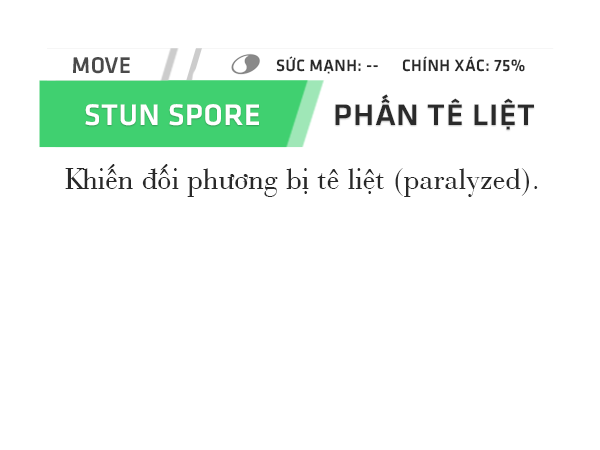 MOVE SỨC MẠNH: -- CHÍNH XÁC: 75%
STUN SPORE PHẤN TÊ LIỆT
Khiến đối phương bị tê liệt (paralyzed).